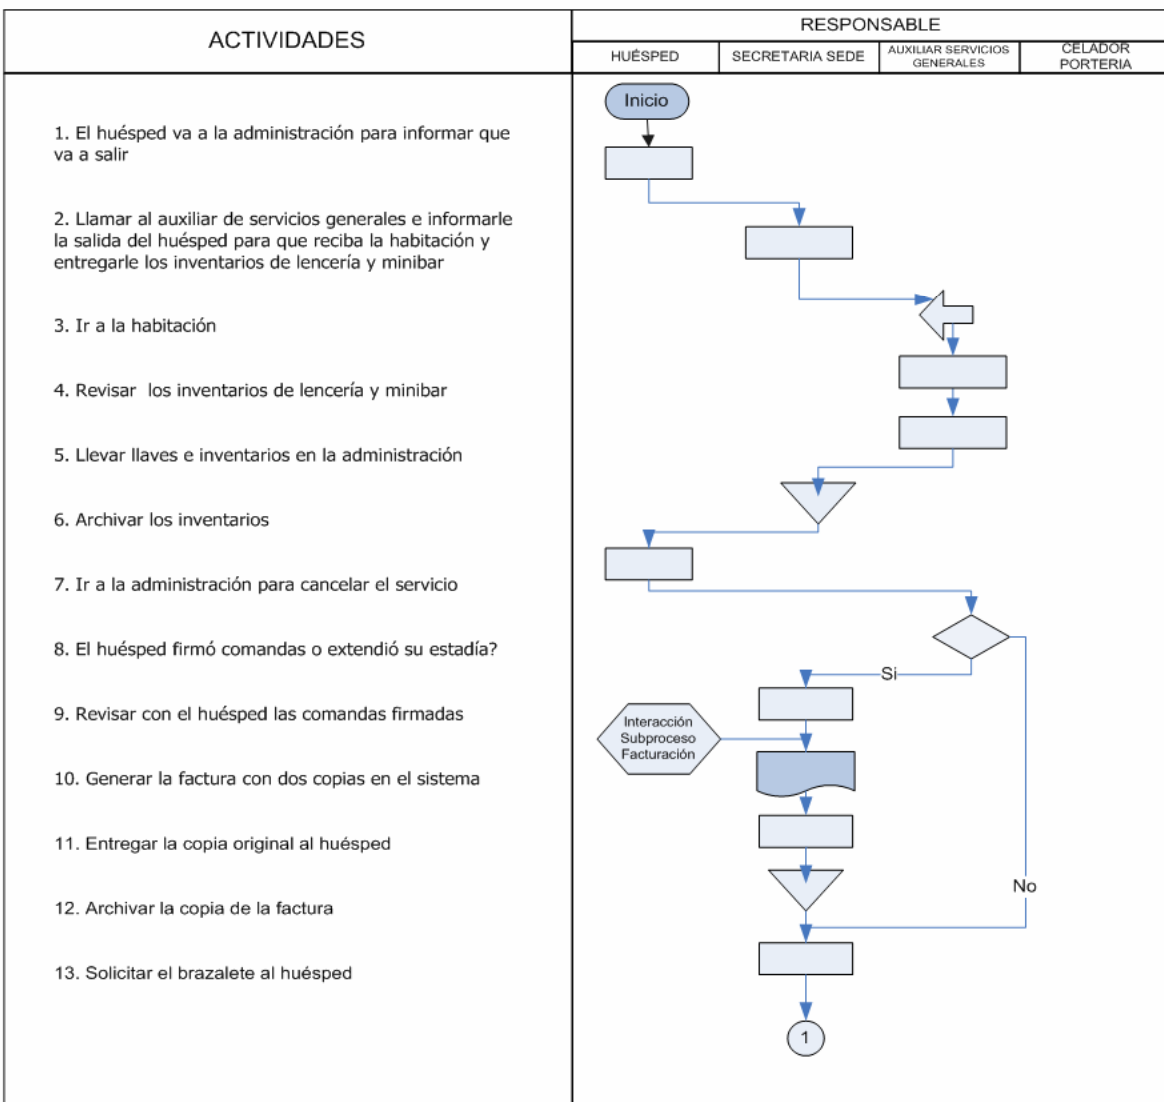 ACTIVIDADES
RESPONSABLE
HUÉSPED
SECRETARIA SEDE
AUXILIAR SERVICIOS
GENERALES
CELADOR
PORTERIA
Inicio
1. El huésped va a la administración para informar que
va a salir
2. Llamar al auxiliar de servicios generales e informarle
la salida del huésped para que reciba la habitación y
entregarle los inventarios de lencería y minibar
3. Ir a la habitación
4. Revisar los inventarios de lencería y minibar
5. Llevar llaves e inventarios en la administración
6. Archivar los inventarios
7. Ir a la administración para cancelar el servicio
8. El huésped firmó comandas o extendió su estadía?
Si
9. Revisar con el huésped las comandas firmadas
Interacción
Subproceso
Facturación
10. Generar la factura con dos copias en el sistema
11. Entregar la copia original al huésped
No
12. Archivar la copia de la factura
13. Solicitar el brazalete al huésped
1